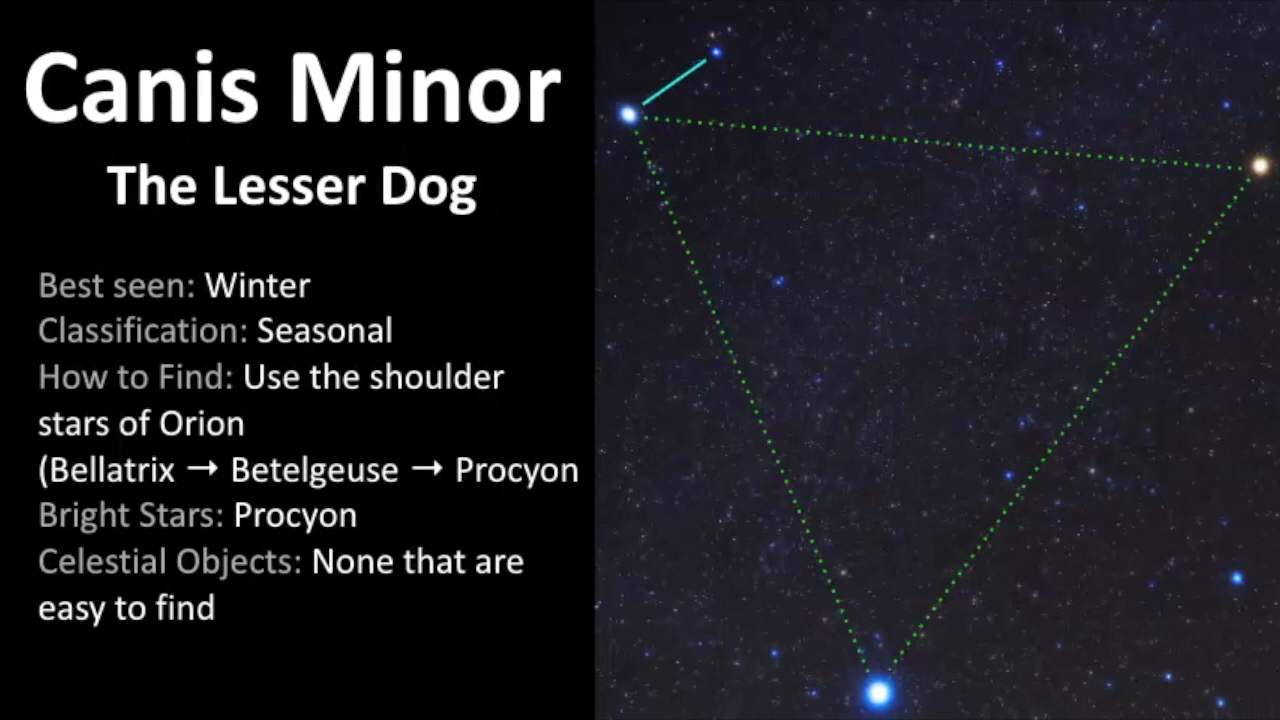 Canis Minor
The Lesser Dog
Best seen: Winter
Classification: Seasonal
How to Find: Use the shoulder
stars of Orion
(Bellatrix → Betelgeuse → Procyon
Bright Stars: Procyon
Celestial Objects: None that are
easy to find